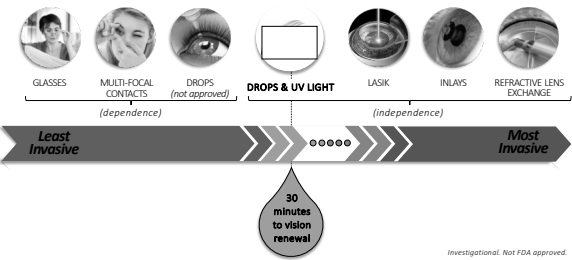 GLASSES
MULTI-FOCAL
CONTACTS
DROPS
(not approved)
DROPS & UV LIGHT
LASIK
INLAYS
REFRACTIVE LENS
EXCHANGE
(dependence)
(independence)
Least
Invasive
Most
Invasive
30
minutes
to vision
renewal
Investigational. Not FDA approved.